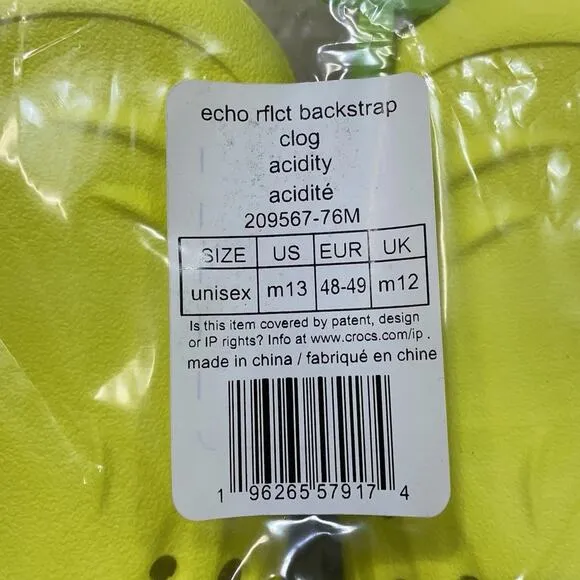 echo rflct backstrap
clog
acidity
acidité
209567-76M
SIZE US EUR UK
unisex m13 48-49 m12
Is this item covered by patent, design
or IP rights? Info at www.crocs.com/ip .
made in china / fabriqué en chine
1 96265 57917 4